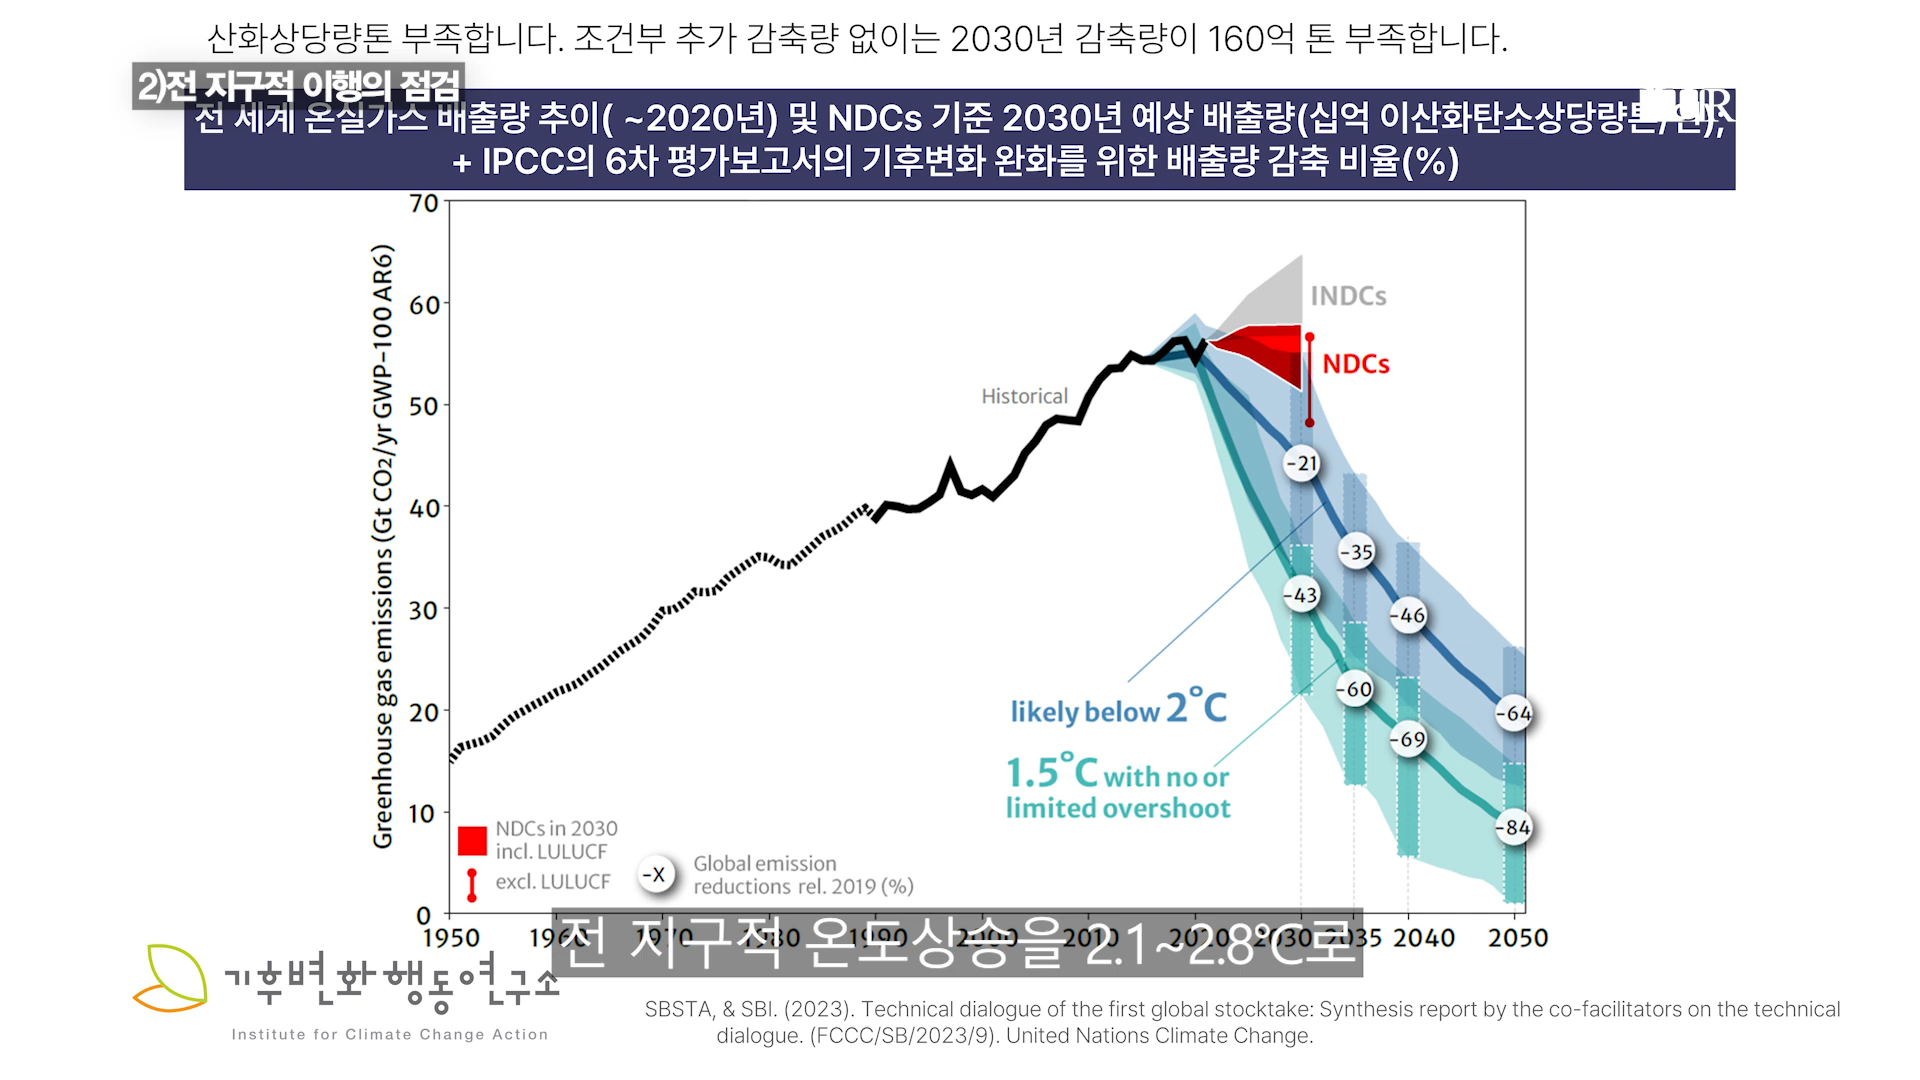 산화상당량톤 부족합니다. 조건부 추가 감축량 없이는 2030년 감축량이 160억 톤 부족합니다.
2)전 지구적 이행의 점검
전 세계 온실가스 배출량 추이( ~2020년) 및 NDCs 기준 2030년 예상 배출량(십억 이산화탄소상당량톤/년),
+ IPCC의 6차 평가보고서의 기후변화 완화를 위한 배출량 감축 비율(%)
Greenhouse gas emissions (Gt CO2/yr GWP-100 AR6)
70
60
50
40
30
20
10
0
INDCs
NDCs
Historical
-21
-35
-43
-46
-60
-64
-69
-84
likely below 2°C
1.5°C with no or
limited overshoot
NDCs in 2030
incl. LULUCF
excl. LULUCF
-X
Global emission
reductions rel. 2019 (%)
1950 1960 1970 1980 1990 2000 2010 2020 2030 2035 2040 2050
전 지구적 온도상승을 2.1~2.8℃로
기후변화행동연구소
Institute for Climate Change Action
SBSTA, & SBI. (2023). Technical dialogue of the first global stocktake: Synthesis report by the co-facilitators on the technical
dialogue. (FCCC/SB/2023/9). United Nations Climate Change.